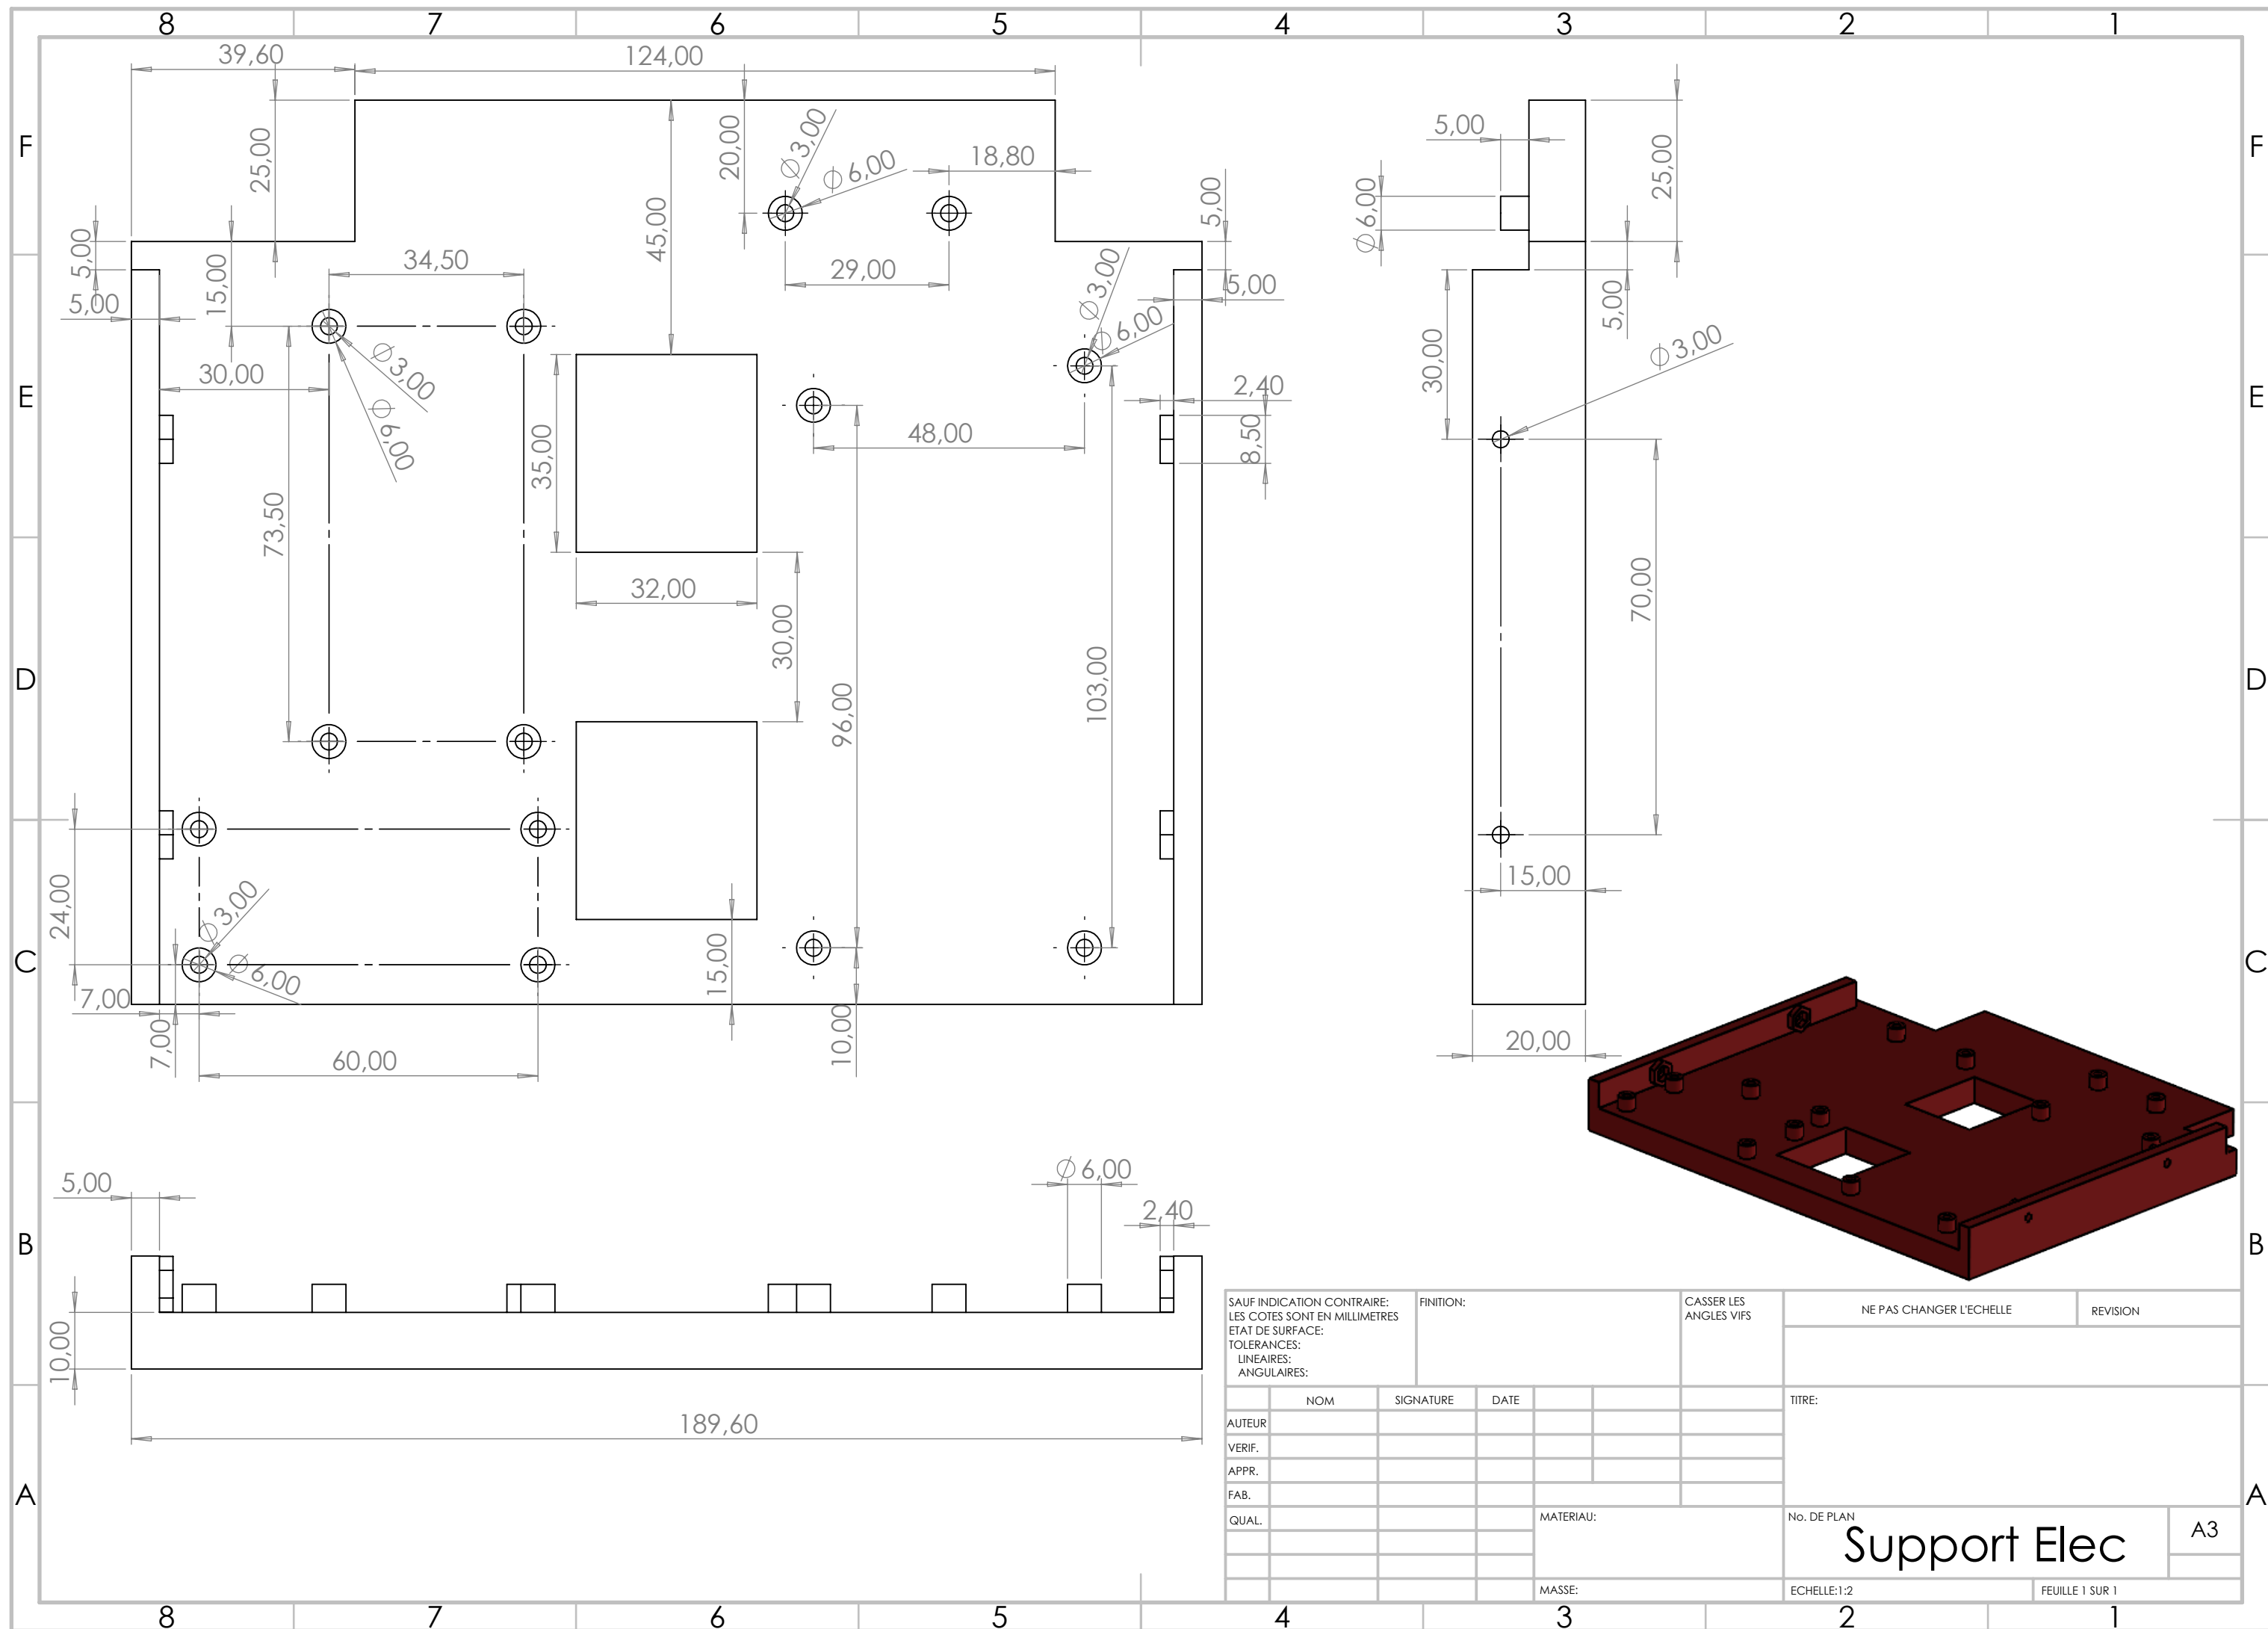 8 7 6 5 4 3 2 1
39,60
124,00
F
25,00
20,00
∅ 3,00
∅ 6,00
18,80
5,00
∅ 6,00
25,00
F
45,00
5,00
5,00
15,00
34,50
29,00
∅ 3,00
∅ 6,00
5,00
5,00
30,00
∅ 3,00
5,00
30,00
∅ 3,00
∅ 6,00
E
2,40
8,50
E
35,00
48,00
73,50
32,00
30,00
70,00
D
96,00
103,00
D
24,00
∅ 3,00
∅ 6,00
15,00
15,00
C
7,00
7,00
10,00
C
60,00
20,00
5,00
∅ 6,00
2,40
B
B
10,00
189,60
A
A
SAUF INDICATION CONTRAIRE:
LES COTES SONT EN MILLIMETRES
ETAT DE SURFACE:
TOLERANCES:
LINEAIRES:
ANGULAIRES:
FINITION:
CASSER LES
ANGLES VIFS
NE PAS CHANGER L'ECHELLE
REVISION
NOM SIGNATURE DATE
TITRE:
AUTEUR
VERIF.
APPR.
FAB.
QUAL.
MATERIAU:
No. DE PLAN
Support Elec
A3
MASSE:
ECHELLE:1:2
FEUILLE 1 SUR 1
8 7 6 5 4 3 2 1